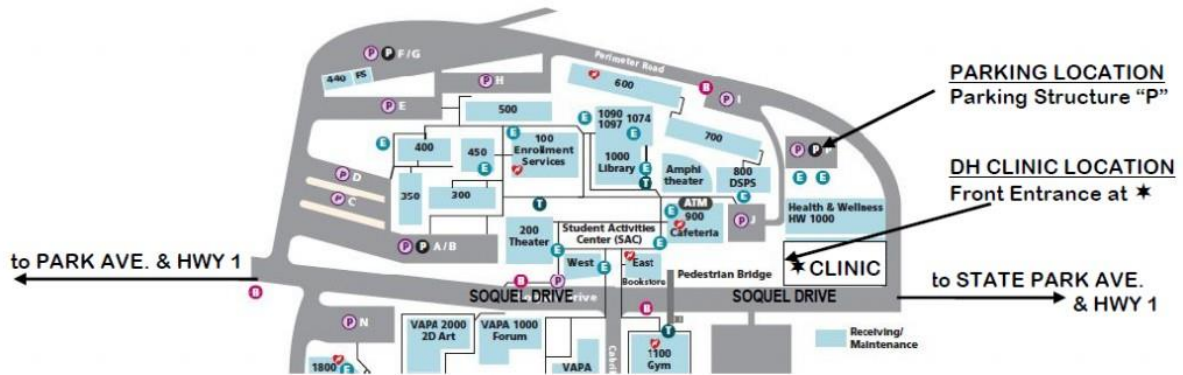 Perimeter Road
P P F/G
440 FS
P H
600
B
P I
PARKING LOCATION
Parking Structure “P”
P E
500
1090
1097
1074
E
E
700
P P P
E
400
450
E
E
100
Enrollment
Services
1000
Library
T
Amphi
theater
800
DSPS
E
E E
DH CLINIC LOCATION
Front Entrance at ✶
P D
P C
350
300
T
ATM
900
Cafeteria
E
P J
Health & Wellness
HW 1000
P P A/B
200
Theater
E
Student Activities
Center (SAC)
E
West
E
East
Bookstore
Pedestrian Bridge
✶ CLINIC
to PARK AVE. & HWY 1
B
B
P
SOQUEL DRIVE
Drive
B
SOQUEL DRIVE
to STATE PARK AVE.
& HWY 1
P N
VAPA 2000
2D Art
VAPA 1000
Forum
VAPA
T
1100
Gym
Receiving/
Maintenance
1800
E